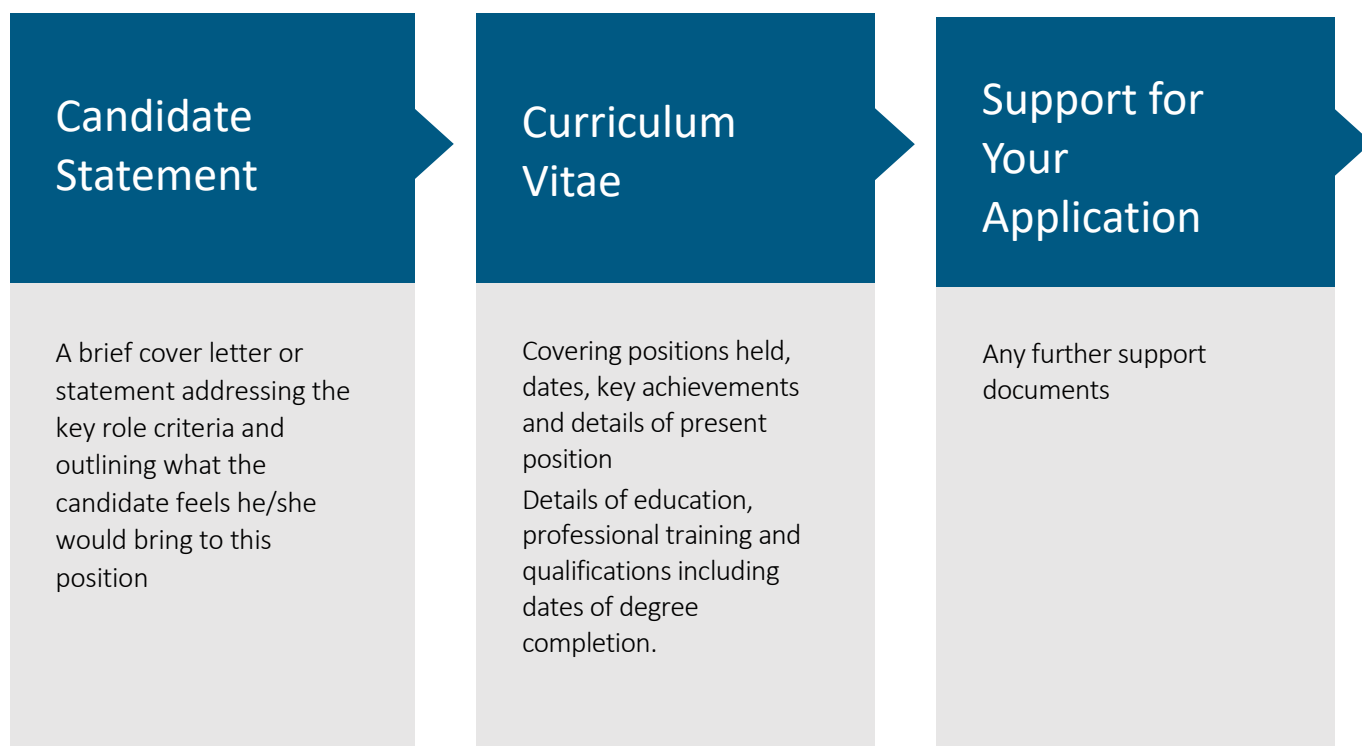 Candidate
Statement
A brief cover letter or
statement addressing the
key role criteria and
outlining what the
candidate feels he/she
would bring to this
position
Curriculum
Vitae
Covering positions held,
dates, key achievements
and details of present
position
Details of education,
professional training and
qualifications including
dates of degree
completion.
Support for
Your
Application
Any further support
documents